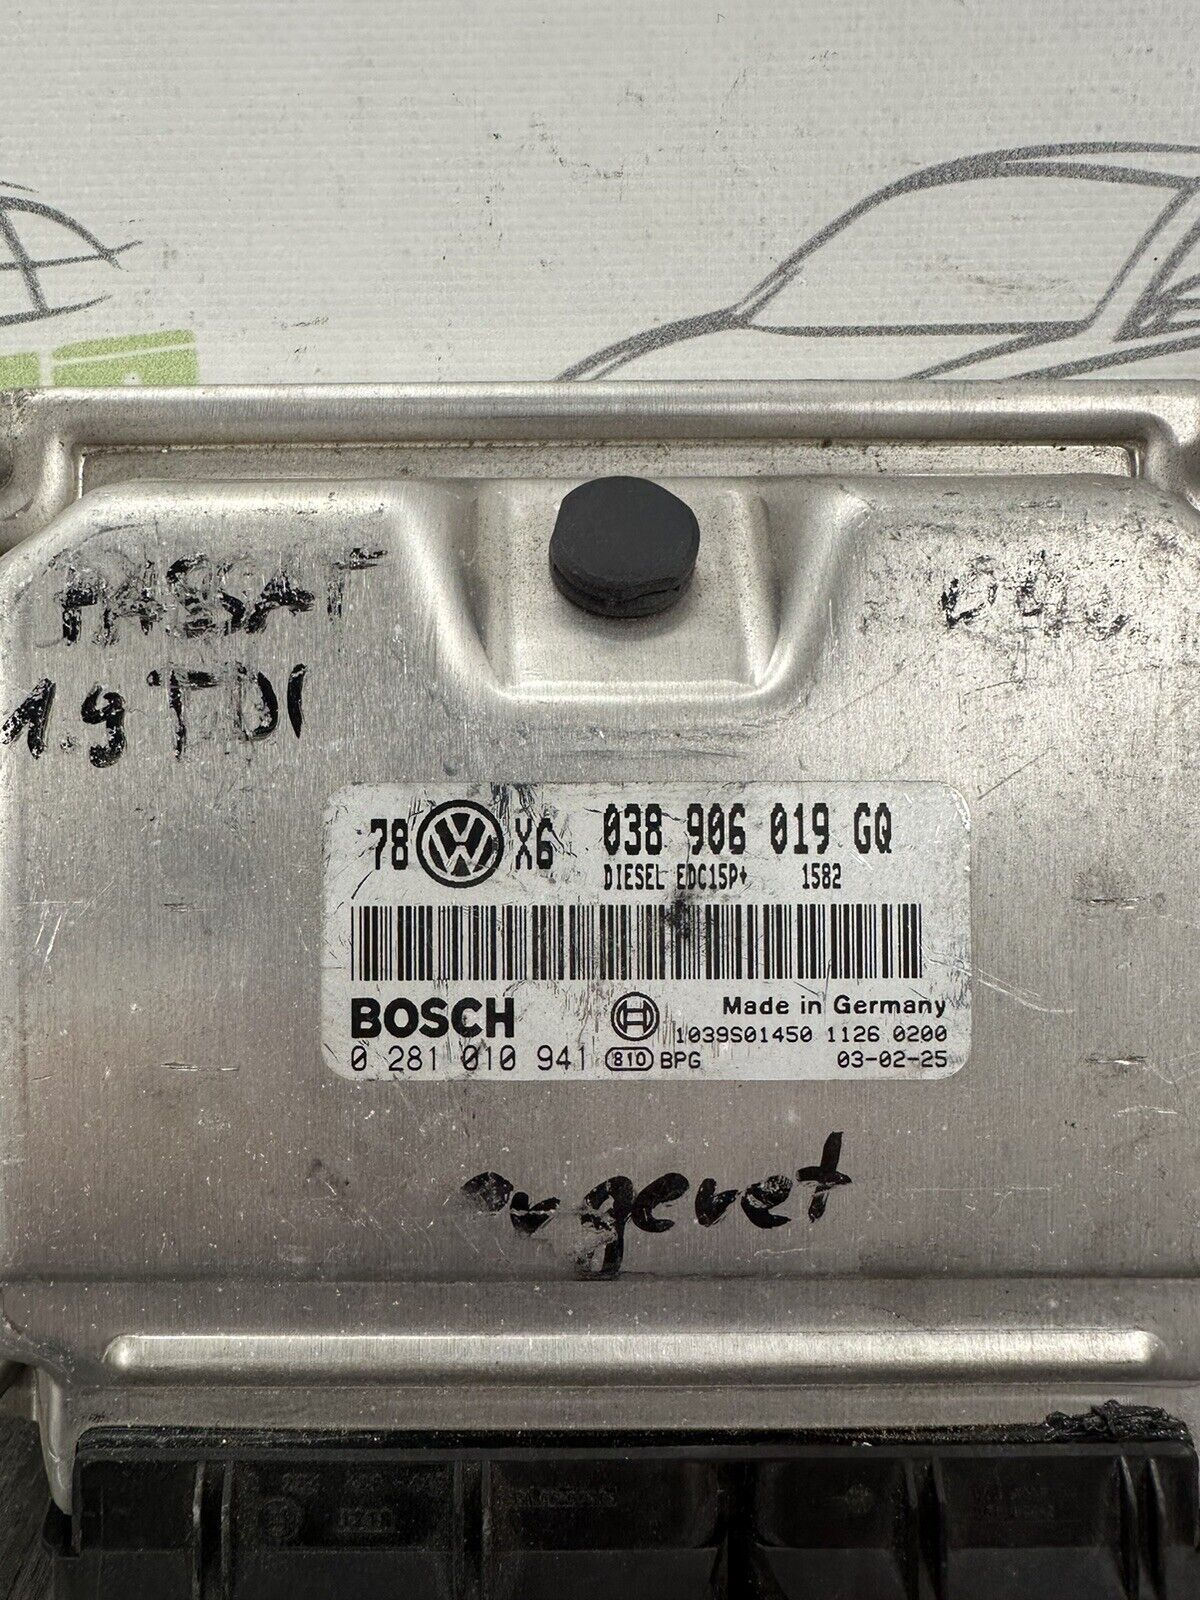 PASSAT
1.9 TDI
78 X6 038 906 019 GQ
DIESEL EDC15P+ 1582
BOSCH Made in Germany
1039S01450 1126 0200
0 281 010 941 810 BPG 03-02-25